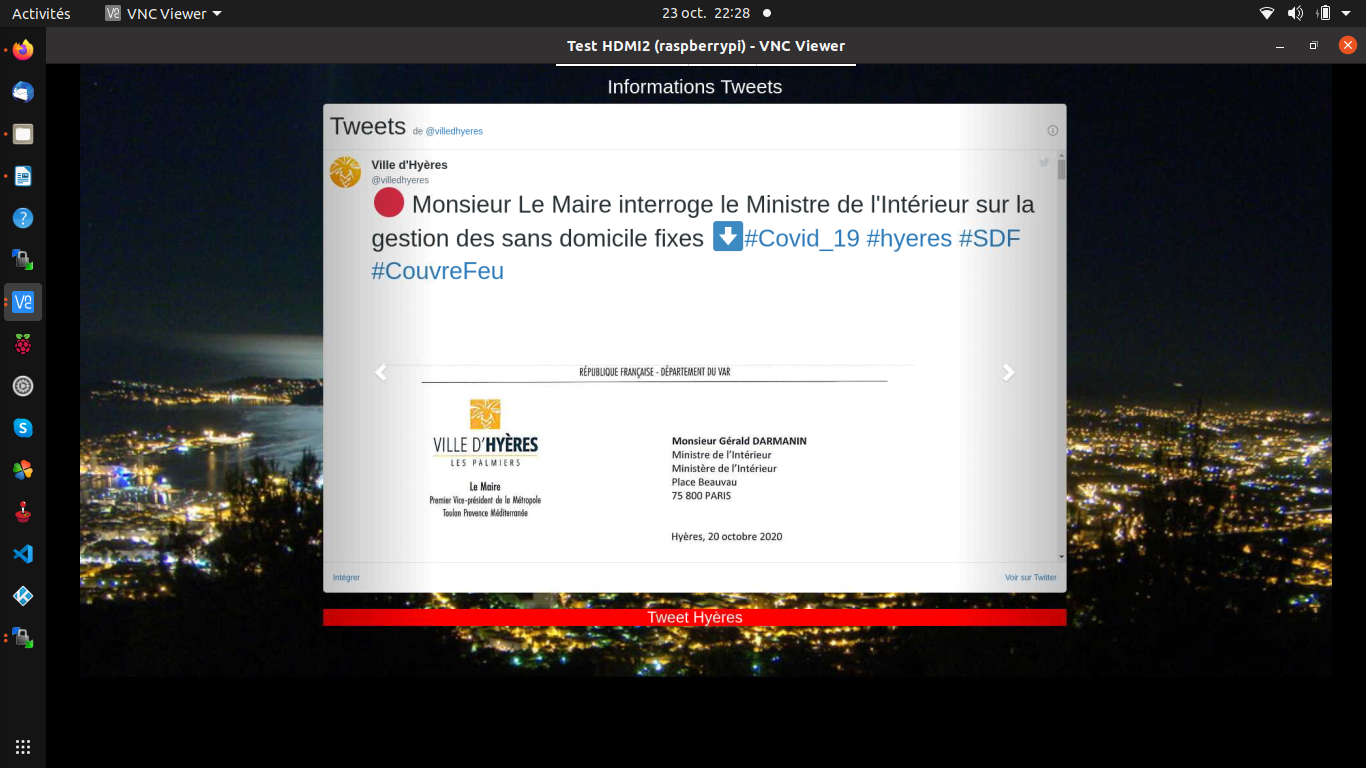 Activités
VNC Viewer
23 oct. 22:28
Test HDMI2 (raspberrypi) - VNC Viewer
Informations Tweets
Tweets de @villedhyeres
Ville d'Hyères
@villedhyeres
Monsieur Le Maire interroge le Ministre de l'Intérieur sur la
gestion des sans domicile fixes #Covid_19 #hyeres #SDF
#CouvreFeu
RÉPUBLIQUE FRANÇAISE - DÉPARTEMENT DU VAR
VILLE D'HYÈRES
LES PALMIERS
Le Maire
Premier Vice-président de la Métropole
Toulon Provence Méditerranée
Monsieur Gérald DARMANIN
Ministre de l'Intérieur
Ministère de l'Intérieur
Place Beauvau
75 800 PARIS
Hyères, 20 octobre 2020
Intégrer
Voir sur Twitter
Tweet Hyères